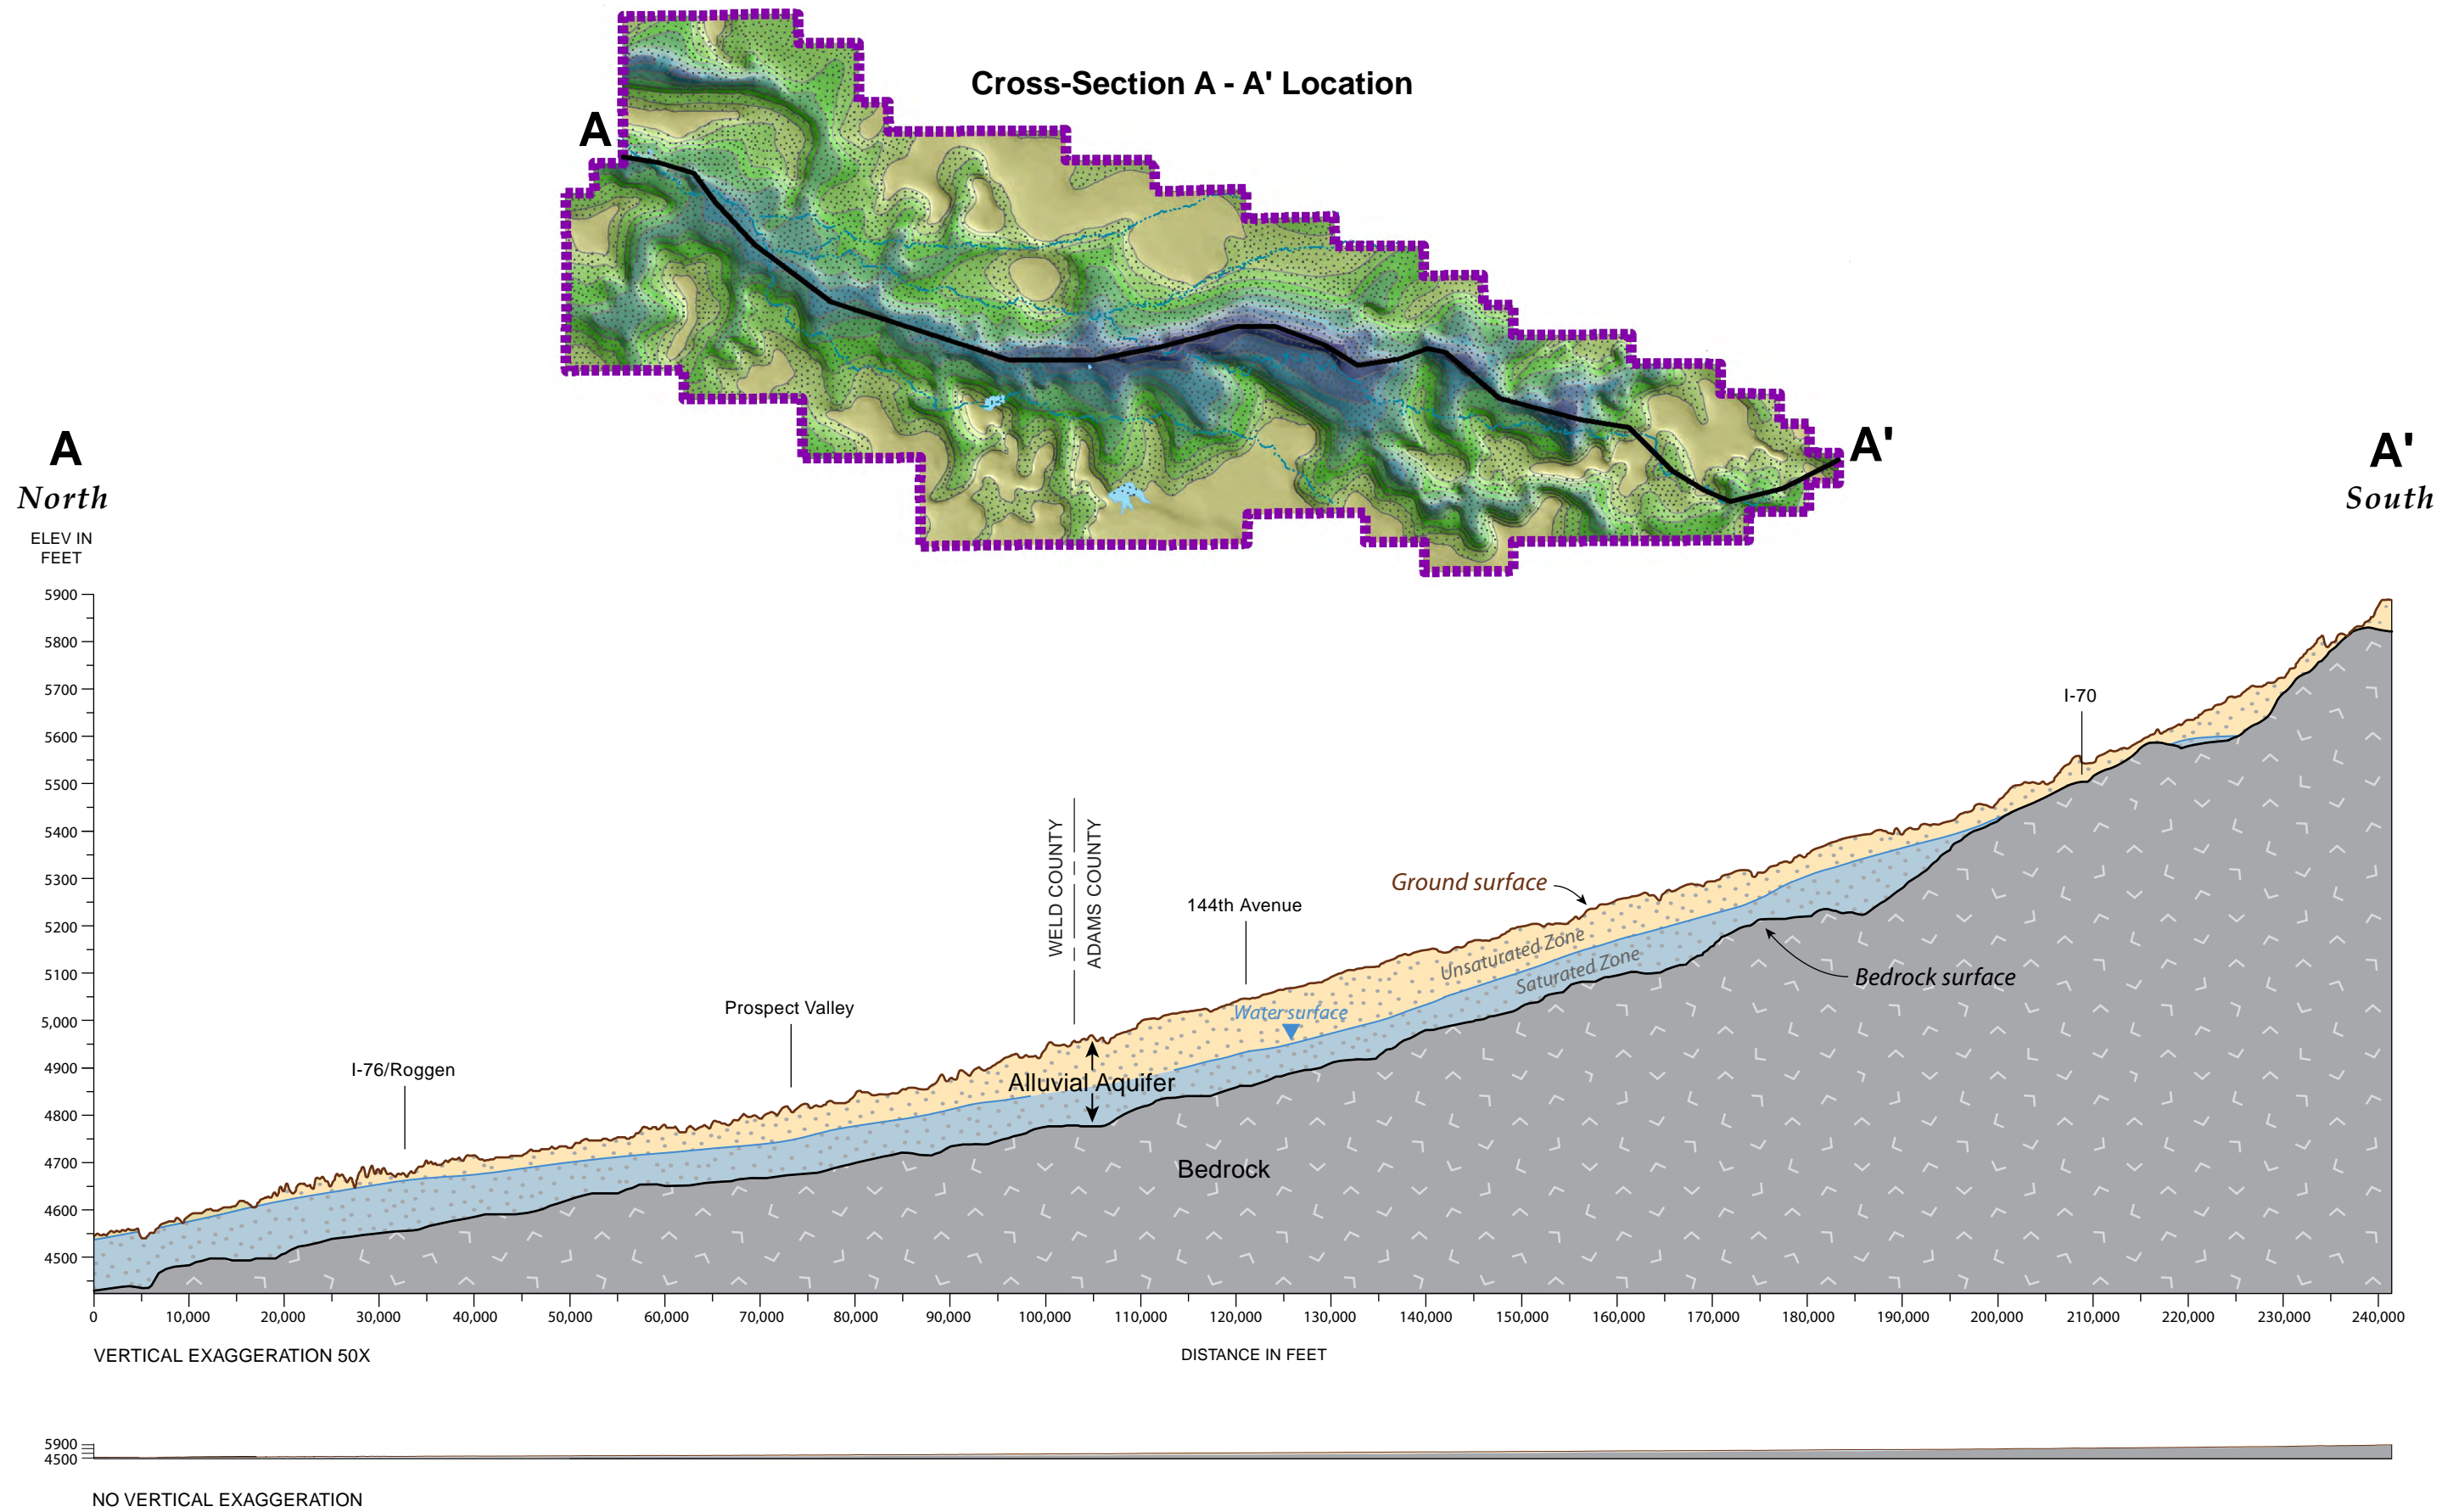 Cross-Section A - A' Location
A
A'
A
North
A'
South
ELEV IN
FEET
5900
5800
5700
5600
5500
5400
5300
5200
5100
5,000
4900
4800
4700
4600
4500
I-70
WELD COUNTY
ADAMS COUNTY
Ground surface
144th Avenue
Unsaturated Zone
Saturated Zone
Bedrock surface
Prospect Valley
Water surface
I-76/Roggen
Alluvial Aquifer
Bedrock
0 10,000 20,000 30,000 40,000 50,000 60,000 70,000 80,000 90,000 100,000 110,000 120,000 130,000 140,000 150,000 160,000 170,000 180,000 190,000 200,000 210,000 220,000 230,000 240,000
VERTICAL EXAGGERATION 50X
DISTANCE IN FEET
5900
4500
NO VERTICAL EXAGGERATION